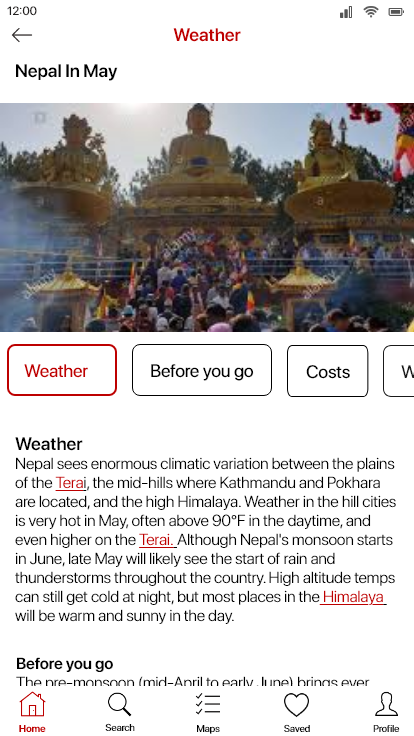 12:00
Weather
Nepal In May
alamy
alamy
alamy
Weather
Before you go
Costs
W
Weather
Nepal sees enormous climatic variation between the plains
of the Terai, the mid-hills where Kathmandu and Pokhara
are located, and the high Himalaya. Weather in the hill cities
is very hot in May, often above 90°F in the daytime, and
even higher on the Terai. Although Nepal's monsoon starts
in June, late May will likely see the start of rain and
thunderstorms throughout the country. High altitude temps
can still get cold at night, but most places in the Himalaya
will be warm and sunny in the day.
Before you go
The pre-monsoon (mid-April to early June) brings ever
Home
Search
Maps
Saved
Profile